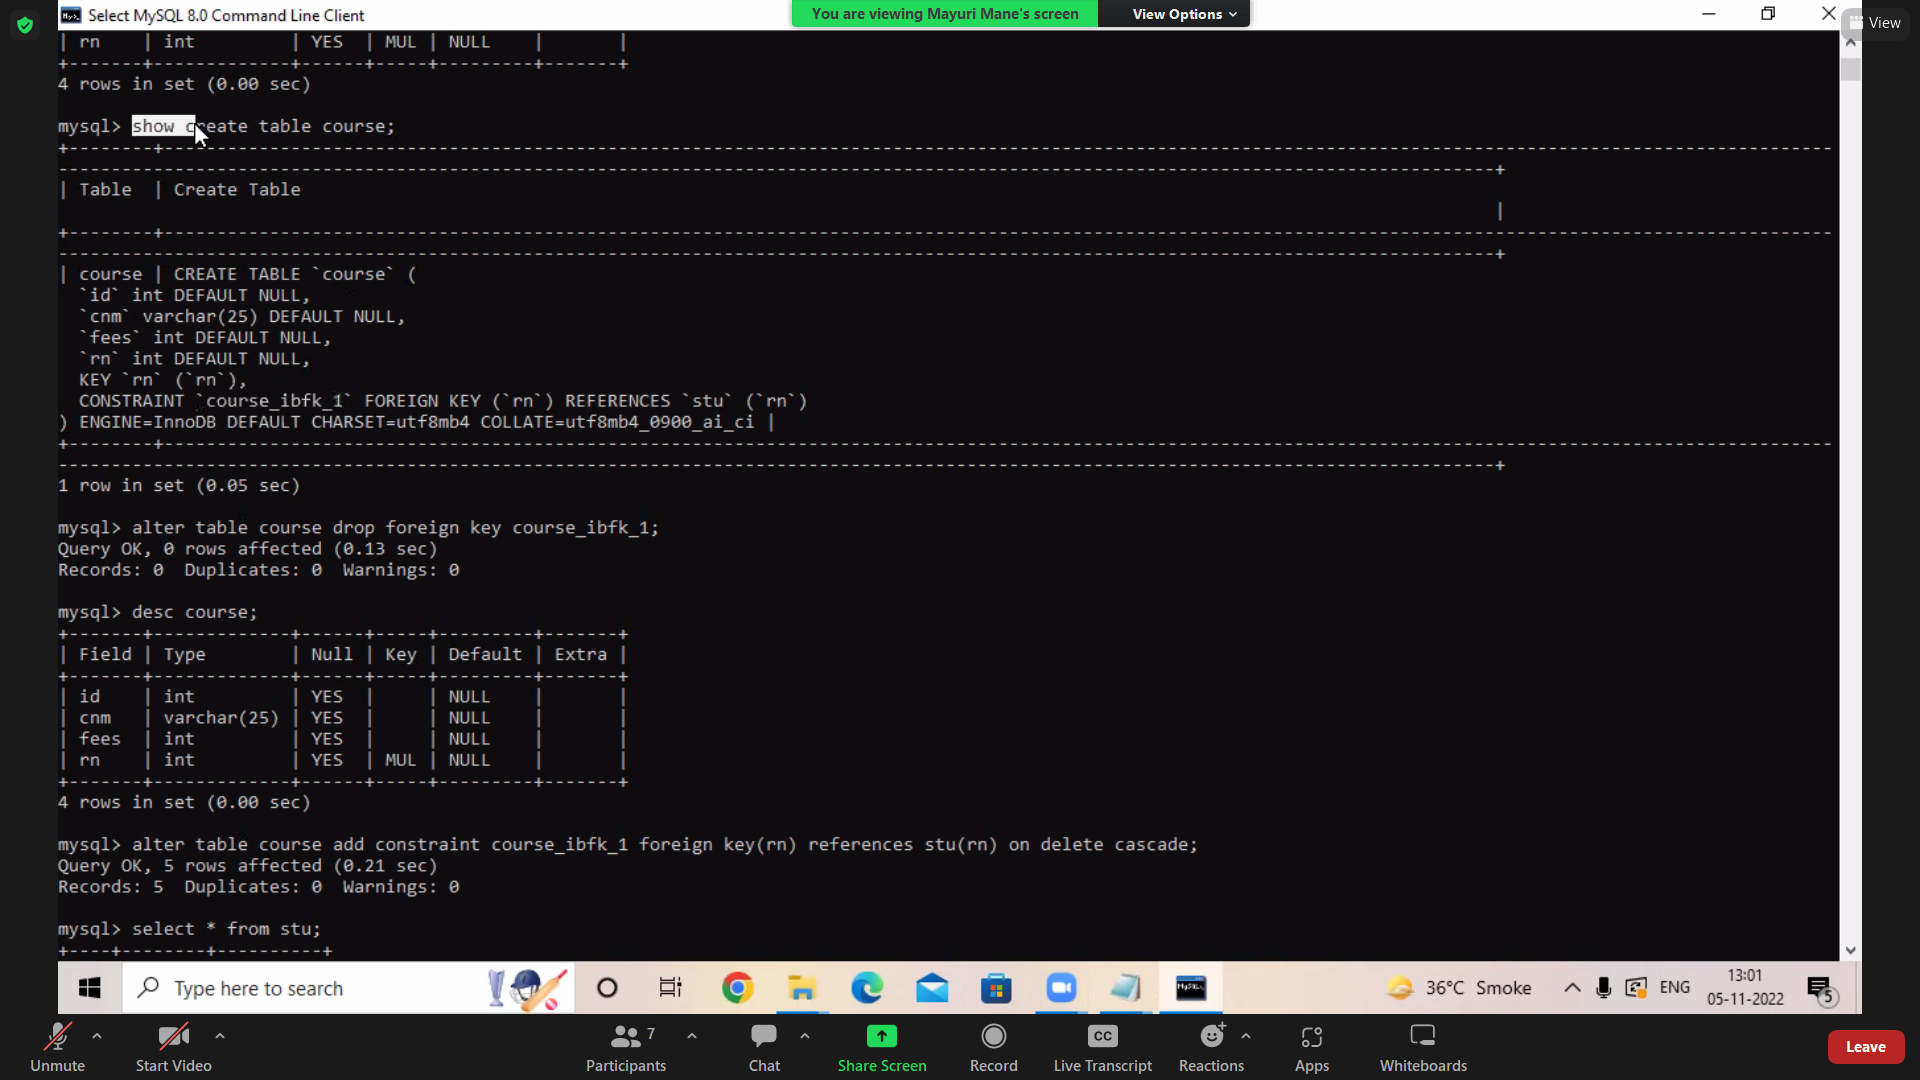 Select MySQL 8.0 Command Line Client
You are viewing Mayuri Mane's screen
View Options
View
| rn    | int         | YES  | MUL | NULL    |       |
+-------+-------------+------+-----+---------+-------+
4 rows in set (0.00 sec)
mysql> show create table course;
| Table  | Create Table
|
| course | CREATE TABLE `course` (
`id` int DEFAULT NULL,
`cnm` varchar(25) DEFAULT NULL,
`fees` int DEFAULT NULL,
`rn` int DEFAULT NULL,
KEY `rn` (`rn`),
CONSTRAINT `course_ibfk_1` FOREIGN KEY (`rn`) REFERENCES `stu` (`rn`)
) ENGINE=InnoDB DEFAULT CHARSET=utf8mb4 COLLATE=utf8mb4_0900_ai_ci |
1 row in set (0.05 sec)
mysql> alter table course drop foreign key course_ibfk_1;
Query OK, 0 rows affected (0.13 sec)
Records: 0  Duplicates: 0  Warnings: 0
mysql> desc course;
+-------+-------------+------+-----+---------+-------+
| Field | Type        | Null | Key | Default | Extra |
+-------+-------------+------+-----+---------+-------+
| id    | int         | YES  |     | NULL    |       |
| cnm   | varchar(25) | YES  |     | NULL    |       |
| fees  | int         | YES  |     | NULL    |       |
| rn    | int         | YES  | MUL | NULL    |       |
+-------+-------------+------+-----+---------+-------+
4 rows in set (0.00 sec)
mysql> alter table course add constraint course_ibfk_1 foreign key(rn) references stu(rn) on delete cascade;
Query OK, 5 rows affected (0.21 sec)
Records: 5  Duplicates: 0  Warnings: 0
mysql> select * from stu;
+----+--------+----------+
Type here to search
36°C Smoke
ENG
13:01
05-11-2022
5
Unmute
Start Video
7
Participants
Chat
Share Screen
Record
CC
Live Transcript
Reactions
Apps
Whiteboards
Leave